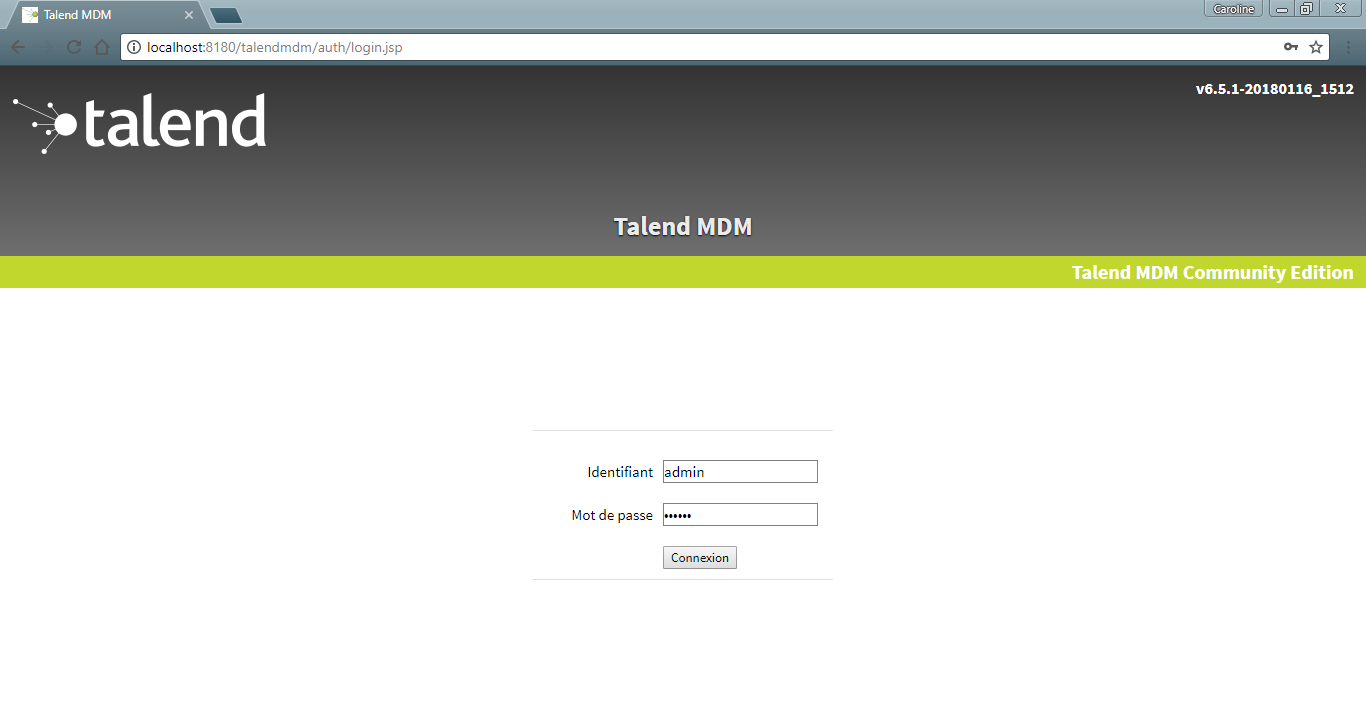 Talend MDM
Caroline
localhost:8180/talendmdm/auth/login.jsp
talend
v6.5.1-20180116_1512
Talend MDM
Talend MDM Community Edition
Identifiant admin
Mot de passe ••••••
Connexion